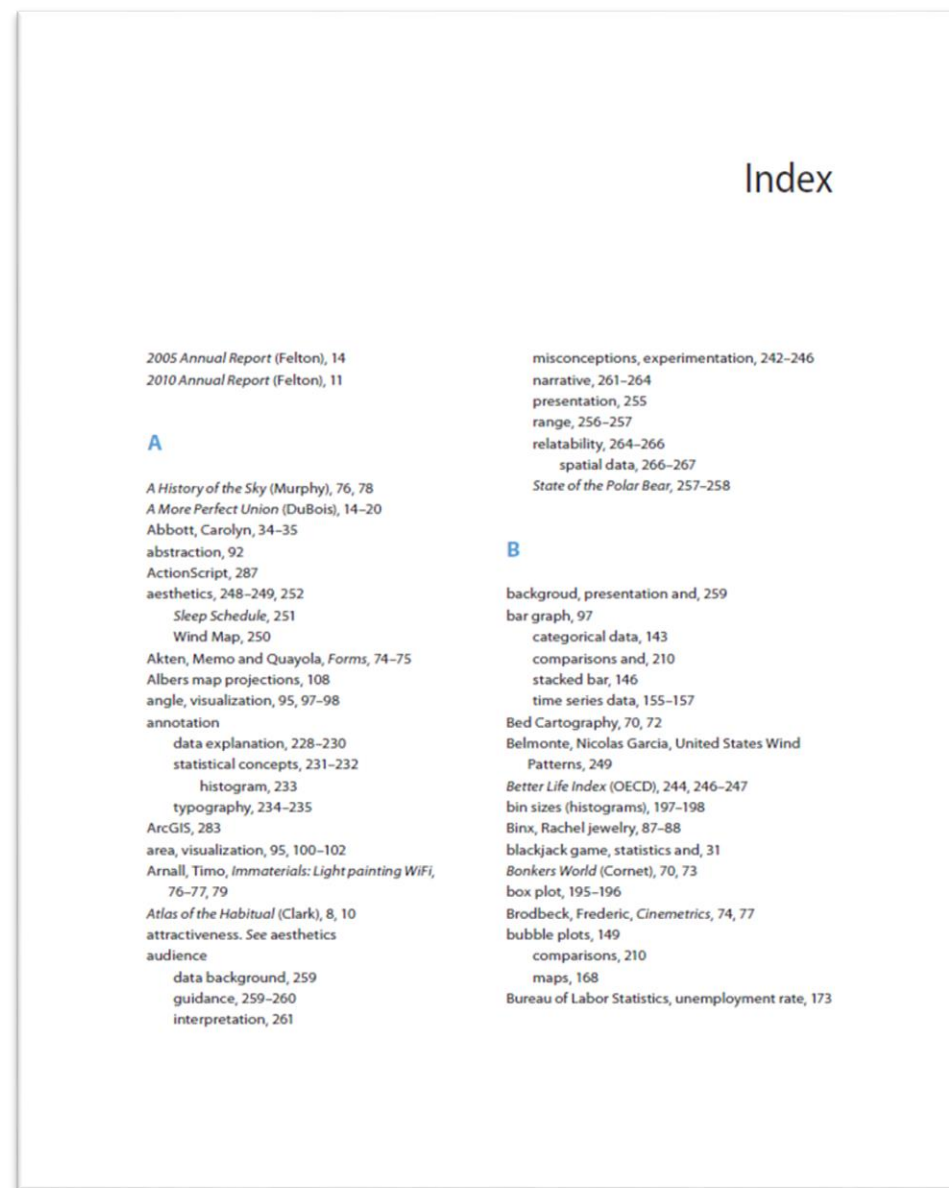 Index
2005 Annual Report (Felton), 14
2010 Annual Report (Felton), 11
A
A History of the Sky (Murphy), 76, 78
A More Perfect Union (DuBois), 14–20
Abbott, Carolyn, 34–35
abstraction, 92
ActionScript, 287
aesthetics, 248–249, 252
Sleep Schedule, 251
Wind Map, 250
Akten, Memo and Quayola, Forms, 74–75
Albers map projections, 108
angle, visualization, 95, 97–98
annotation
data explanation, 228–230
statistical concepts, 231–232
histogram, 233
typography, 234–235
ArcGIS, 283
area, visualization, 95, 100–102
Arnall, Timo, Immaterials: Light painting WiFi,
76–77, 79
Atlas of the Habitual (Clark), 8, 10
attractiveness. See aesthetics
audience
data background, 259
guidance, 259–260
interpretation, 261
misconceptions, experimentation, 242–246
narrative, 261–264
presentation, 255
range, 256–257
relatability, 264–266
spatial data, 266–267
State of the Polar Bear, 257–258
B
backgroud, presentation and, 259
bar graph, 97
categorical data, 143
comparisons and, 210
stacked bar, 146
time series data, 155–157
Bed Cartography, 70, 72
Belmonte, Nicolas Garcia, United States Wind
Patterns, 249
Better Life Index (OECD), 244, 246–247
bin sizes (histograms), 197–198
Binx, Rachel jewelry, 87–88
blackjack game, statistics and, 31
Bonkers World (Cornet), 70, 73
box plot, 195–196
Brodbeck, Frederic, Cinemetrics, 74, 77
bubble plots, 149
comparisons, 210
maps, 168
Bureau of Labor Statistics, unemployment rate, 173